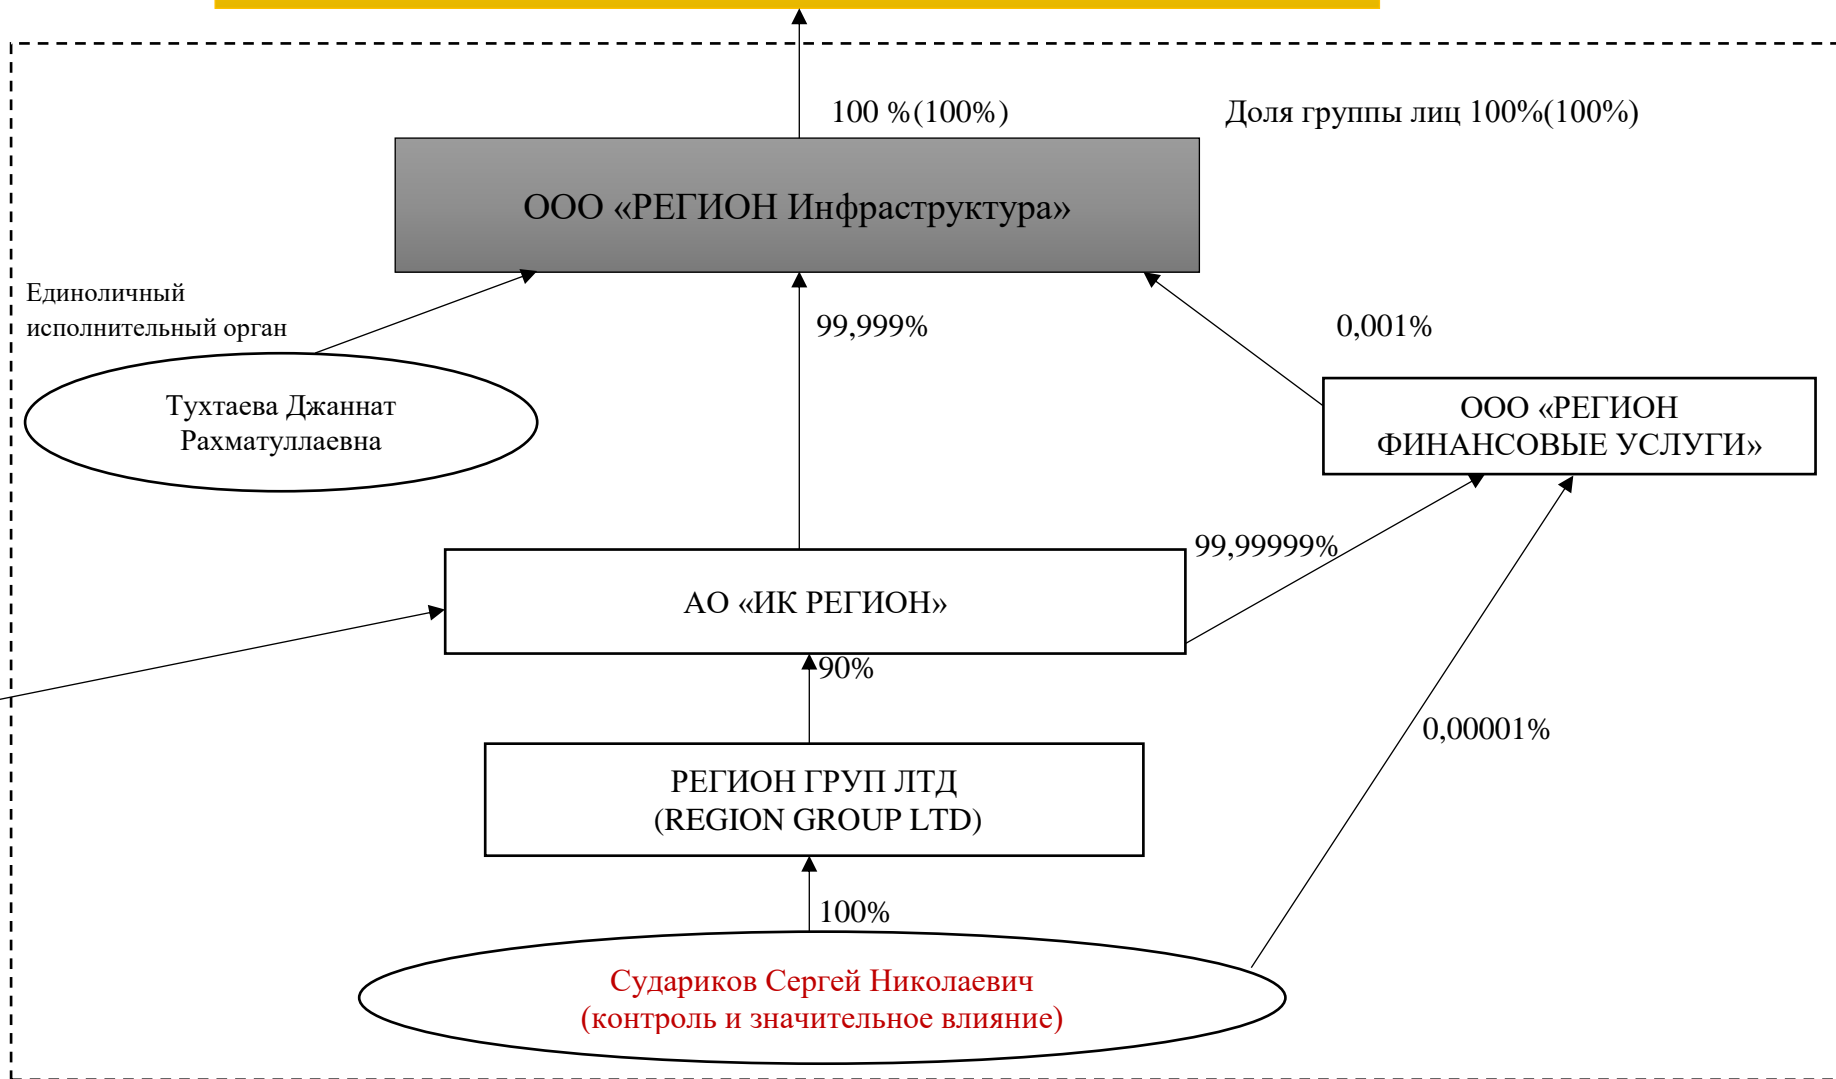 100 %(100%)
Доля группы лиц 100%(100%)
ООО «РЕГИОН Инфраструктура»
Единоличный
исполнительный орган
99,999%
0,001%
Тухтаева Джаннат
Рахматуллаевна
ООО «РЕГИОН
ФИНАНСОВЫЕ УСЛУГИ»
99,99999%
АО «ИК РЕГИОН»
90%
0,00001%
РЕГИОН ГРУП ЛТД
(REGION GROUP LTD)
100%
Судариков Сергей Николаевич
(контроль и значительное влияние)